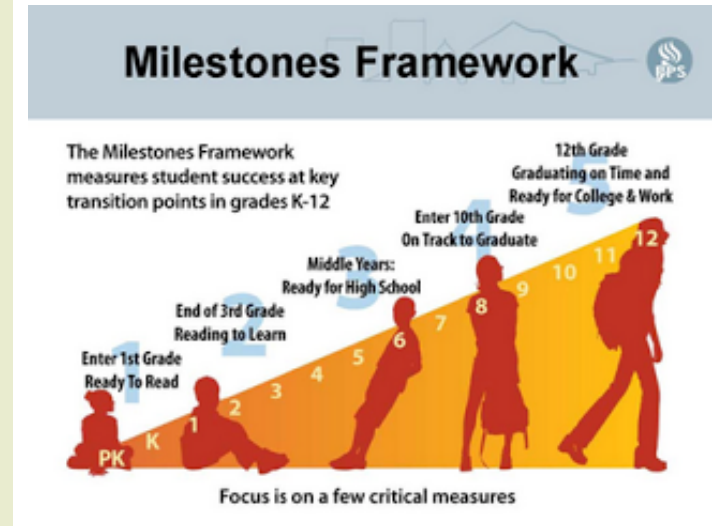 Milestones Framework
PPS
The Milestones Framework
measures student success at key
transition points in grades K-12
1
Enter 1st Grade
Ready To Read
2
End of 3rd Grade
Reading to Learn
3
Middle Years:
Ready for High School
4
Enter 10th Grade
On Track to Graduate
5
12th Grade
Graduating on Time and
Ready for College & Work
PK
K
1
2
3
4
5
6
7
8
9
10
11
12
Focus is on a few critical measures